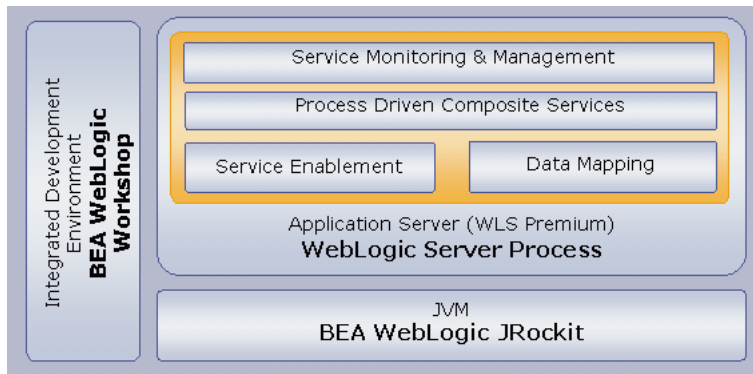 Integrated Development
Environment
BEA WebLogic
Workshop
Service Monitoring & Management
Process Driven Composite Services
Service Enablement
Data Mapping
Application Server (WLS Premium)
WebLogic Server Process
JVM
BEA WebLogic JRockit